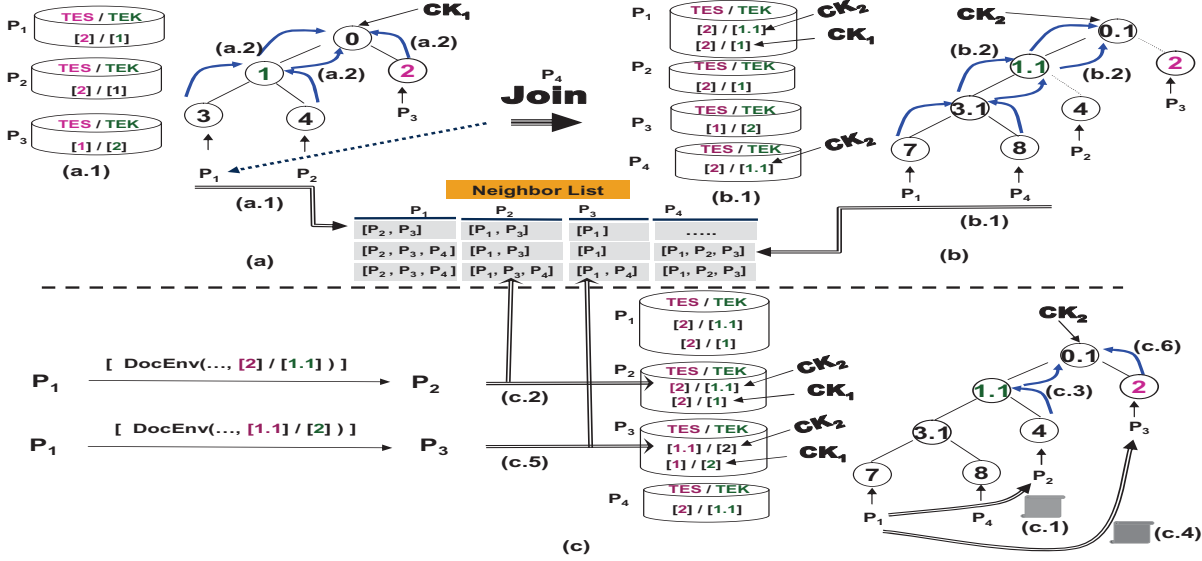 P1
TES / TEK
[2] / [1]
P2
TES / TEK
[2] / [1]
P3
TES / TEK
[1] / [2]
(a.1)
CK1
0
(a.2)
(a.2)
(a.2)
1
2
3
4
P3
P1
P2
(a.1)
(a)
P4
Join
P1
TES / TEK
[2] / [1.1]
[2] / [1]
CK2
CK1
P2
TES / TEK
[2] / [1]
P3
TES / TEK
[1] / [2]
P4
TES / TEK
[2] / [1.1]
CK2
(b.1)
CK2
0.1
(b.2)
(b.2)
1.1
2
P3
3.1
4
P2
7
8
P1
P4
(b.1)
(b)
Neighbor List
P1 P2 P3 P4
[P2 , P3] [P1 , P3] [P1] .....
[P2 , P3, P4] [P1 , P3] [P1] [P1, P2, P3]
[P2 , P3, P4] [P1, P3, P4] [P1 , P4] [P1, P2, P3]
P1
[ DocEnv(..., [2] / [1.1] ) ]
P2
(c.2)
P1
[ DocEnv(..., [1.1] / [2] ) ]
P3
(c.5)
P1
TES / TEK
[2] / [1.1]
[2] / [1]
P2
TES / TEK
[2] / [1.1]
[2] / [1]
CK2
CK1
P3
TES / TEK
[1.1] / [2]
[1] / [2]
CK2
CK1
P4
TES / TEK
[2] / [1.1]
(c)
CK2
0.1
(c.6)
1.1
(c.3)
2
3.1
4
P3
7
8
P2
P1
P4
(c.1)
(c.4)